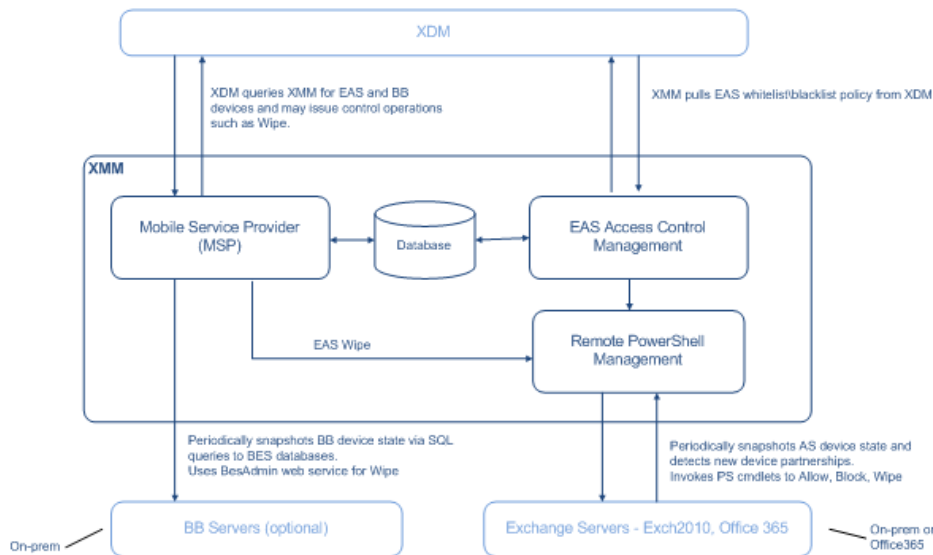 XDM
XDM queries XMM for EAS and BB
devices and may issue control operations
such as Wipe.
XMM pulls EAS whitelist\blacklist policy from XDM
XMM
Mobile Service Provider
(MSP)
Database
EAS Access Control
Management
EAS Wipe
Remote PowerShell
Management
Periodically snapshots BB device state via SQL
queries to BES databases.
Uses BesAdmin web service for Wipe
Periodically snapshots AS device state and
detects new device partnerships.
Invokes PS cmdlets to Allow, Block, Wipe
On-prem
BB Servers (optional)
Exchange Servers - Exch2010, Office 365
On-prem or
Office365